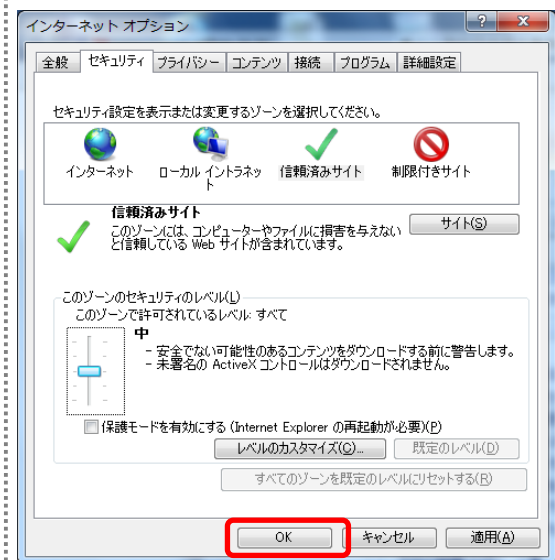 インターネット オプション
全般 セキュリティ プライバシー コンテンツ 接続 プログラム 詳細設定
セキュリティ設定を表示または変更するゾーンを選択してください。
インターネット
ローカル イントラネッ
ト
信頼済みサイト
制限付きサイト
信頼済みサイト
このゾーンには、コンピューターやファイルに損害を与えない
と信頼している Web サイトが含まれています。
サイト(S)
このゾーンのセキュリティのレベル(L)
このゾーンで許可されているレベル: すべて
中
- 安全でない可能性のあるコンテンツをダウンロードする前に警告します。
- 未署名の ActiveX コントロールはダウンロードされません。
保護モードを有効にする (Internet Explorer の再起動が必要)(P)
レベルのカスタマイズ(C)... 既定のレベル(D)
すべてのゾーンを既定のレベルにリセットする(R)
OK キャンセル 適用(A)